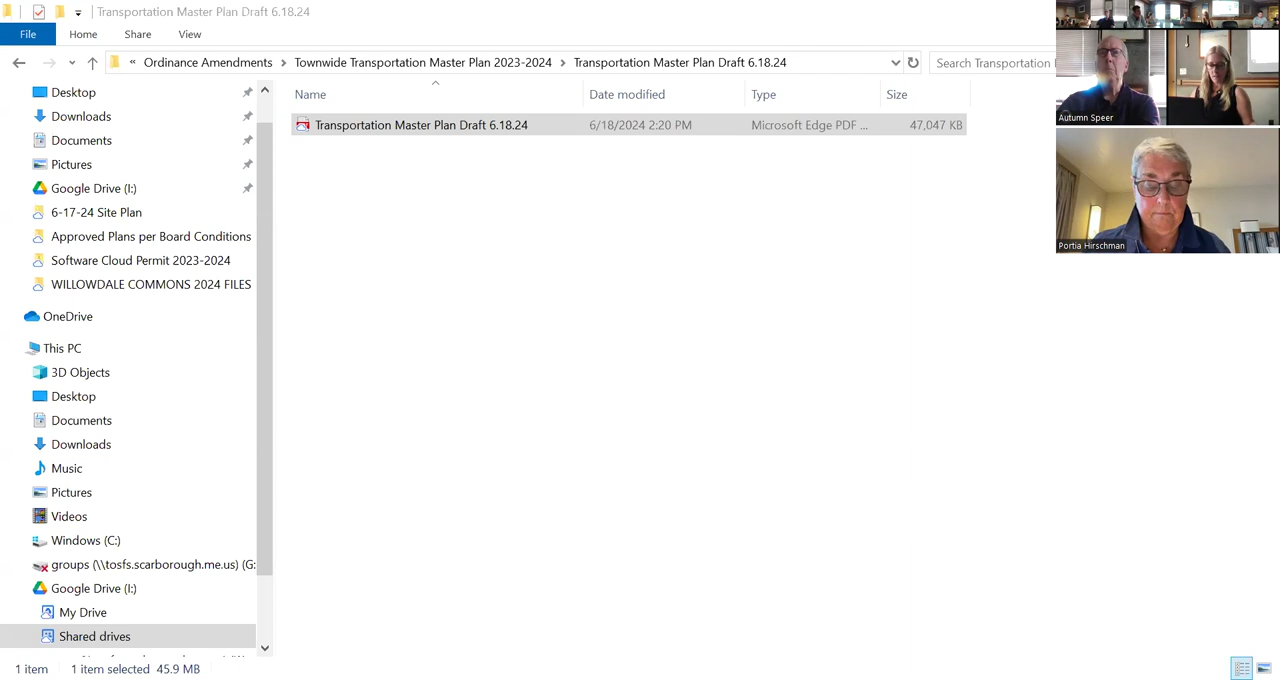 Transportation Master Plan Draft 6.18.24
File Home Share View
« Ordinance Amendments > Townwide Transportation Master Plan 2023-2024 > Transportation Master Plan Draft 6.18.24
Search Transportation
Name Date modified Type Size
Transportation Master Plan Draft 6.18.24 6/18/2024 2:20 PM Microsoft Edge PDF ... 47,047 KB
Desktop
Downloads
Documents
Pictures
Google Drive (I:)
6-17-24 Site Plan
Approved Plans per Board Conditions
Software Cloud Permit 2023-2024
WILLOWDALE COMMONS 2024 FILES
OneDrive
This PC
3D Objects
Desktop
Documents
Downloads
Music
Pictures
Videos
Windows (C:)
groups (\\tosfs.scarborough.me.us) (G:
Google Drive (I:)
My Drive
Shared drives
1 item 1 item selected 45.9 MB
Autumn Speer
Portia Hirschman